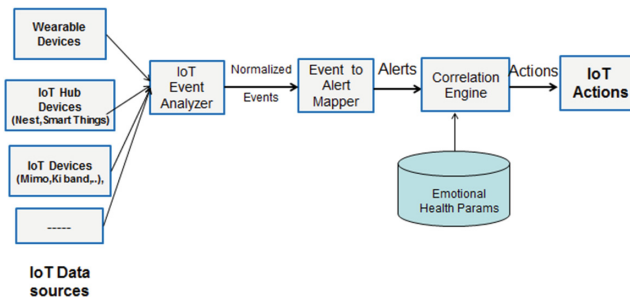 Wearable
Devices
IoT Hub
Devices
(Nest,Smart Things)
IoT Devices
(Mimo,Ki band,..),
-----
IoT Data
sources
IoT
Event
Analyzer
Normalized
Events
Event to
Alert
Mapper
Alerts
Correlation
Engine
Actions
IoT
Actions
Emotional
Health Params